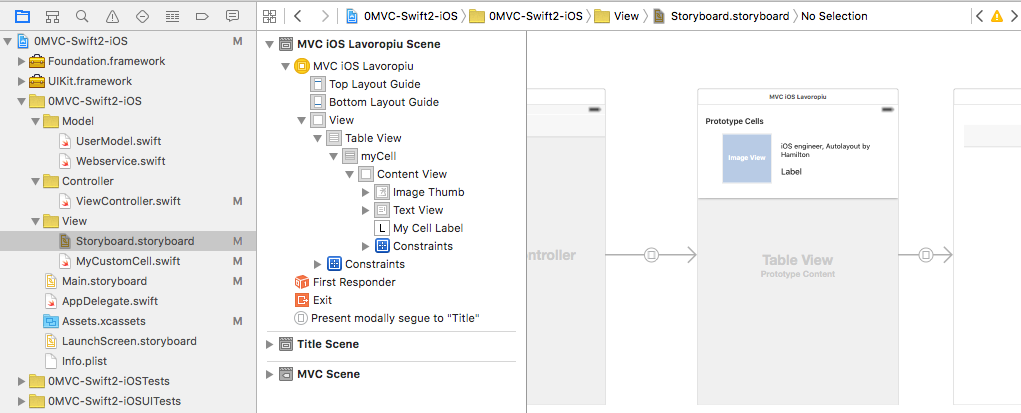 0MVC-Swift2-iOS
0MVC-Swift2-iOS
View
Storyboard.storyboard
No Selection
0MVC-Swift2-iOS M
Foundation.framework
UIKit.framework
0MVC-Swift2-iOS
Model
UserModel.swift
Webservice.swift
Controller
ViewController.swift M
View
Storyboard.storyboard M
MyCustomCell.swift M
Main.storyboard M
AppDelegate.swift
Assets.xcassets M
LaunchScreen.storyboard
Info.plist
0MVC-Swift2-iOSTests
0MVC-Swift2-iOSUITests
MVC iOS Lavoropiu Scene
MVC iOS Lavoropiu
Top Layout Guide
Bottom Layout Guide
View
Table View
myCell
Content View
Image Thumb
Text View
L My Cell Label
Constraints
Constraints
First Responder
Exit
Present modally segue to "Title"
Title Scene
MVC Scene
ntroller
MVC iOS Lavoropiu
Prototype Cells
Image View
iOS engineer, Autolayout by
Hamilton
Label
Table View
Prototype Content